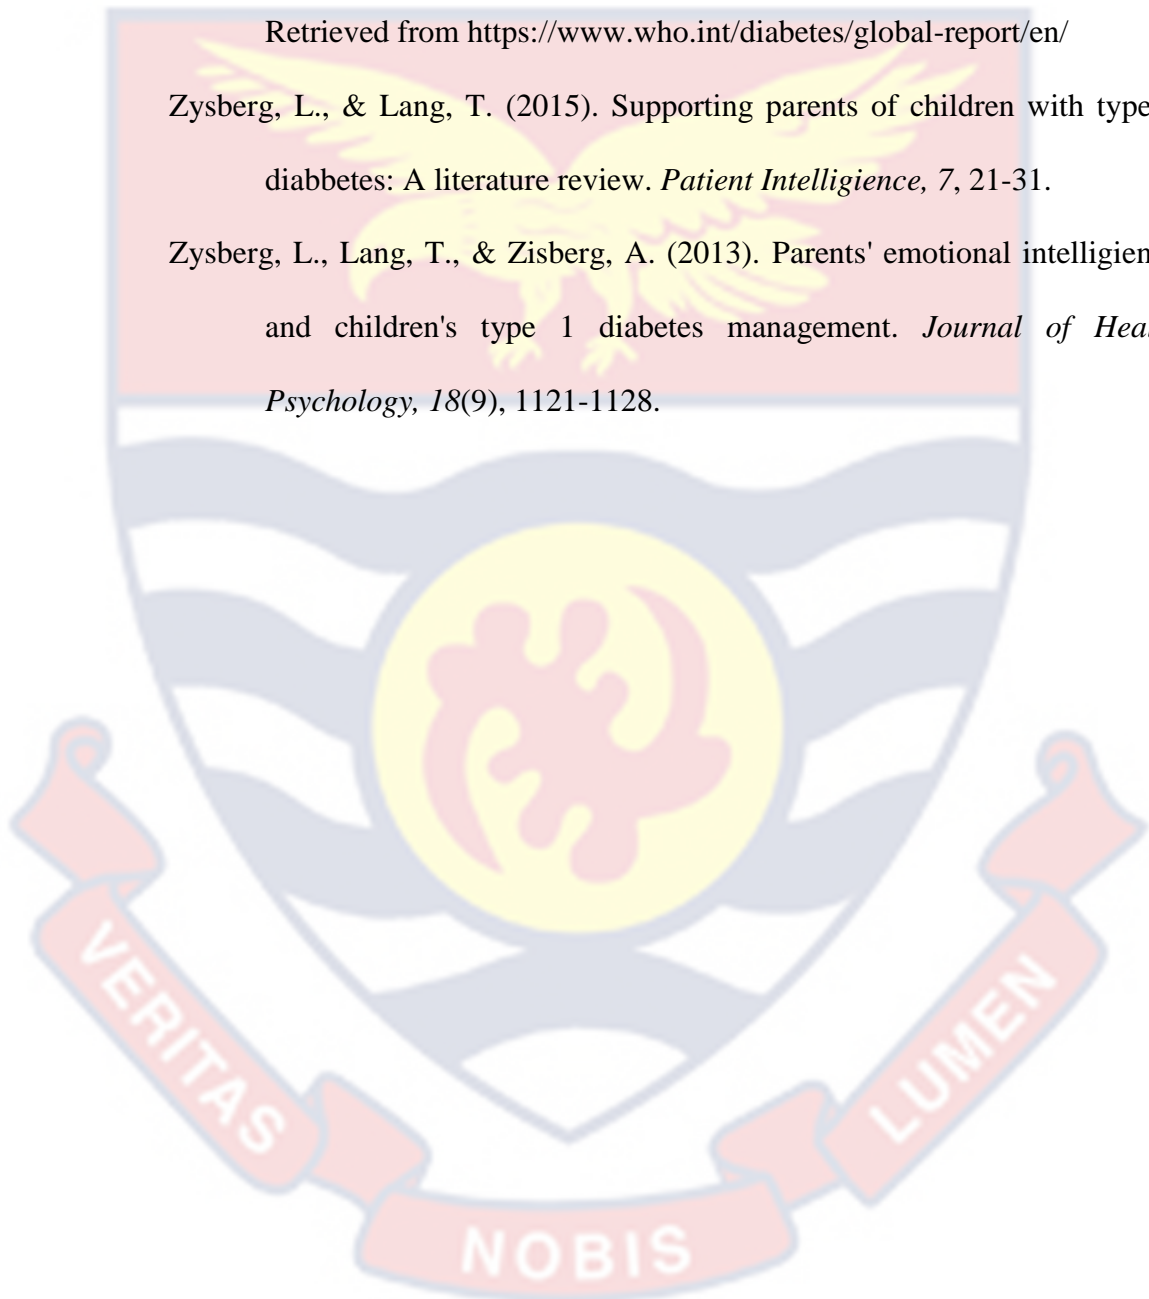 Retrieved from https://www.who.int/diabetes/global-report/en/
Zysberg, L., & Lang, T. (2015). Supporting parents of children with type
diabbetes: A literature review. Patient Intelligience, 7, 21-31.
Zysberg, L., Lang, T., & Zisberg, A. (2013). Parents' emotional
and children's type 1 diabetes management. Journal of
Psychology, 18(9), 1121-1128.
VERITAS
NOBIS
LUMEN